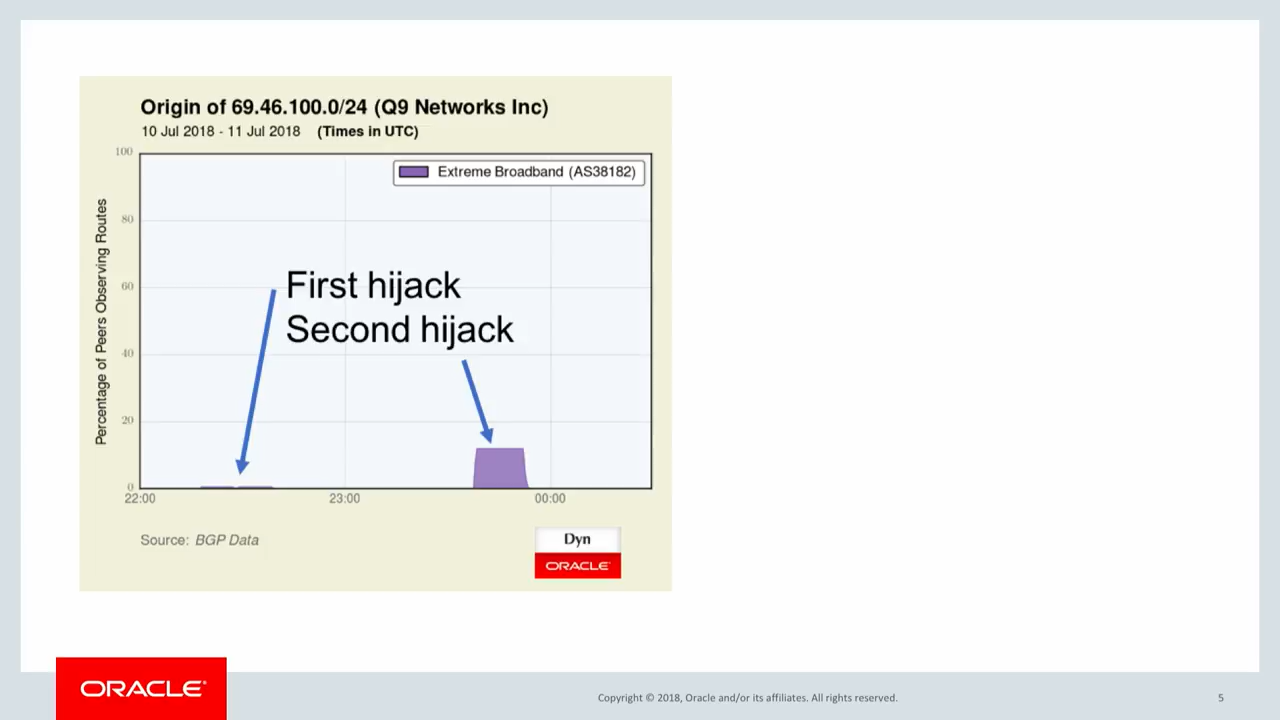 Origin of 69.46.100.0/24 (Q9 Networks Inc)
10 Jul 2018 - 11 Jul 2018 (Times in UTC)
Extreme Broadband (AS38182)
Percentage of Peers Observing Routes
100
80
60
40
20
0
First hijack
Second hijack
22:00
23:00
00:00
Source: BGP Data
Dyn
ORACLE
ORACLE®
Copyright © 2018, Oracle and/or its affiliates. All rights reserved.
5